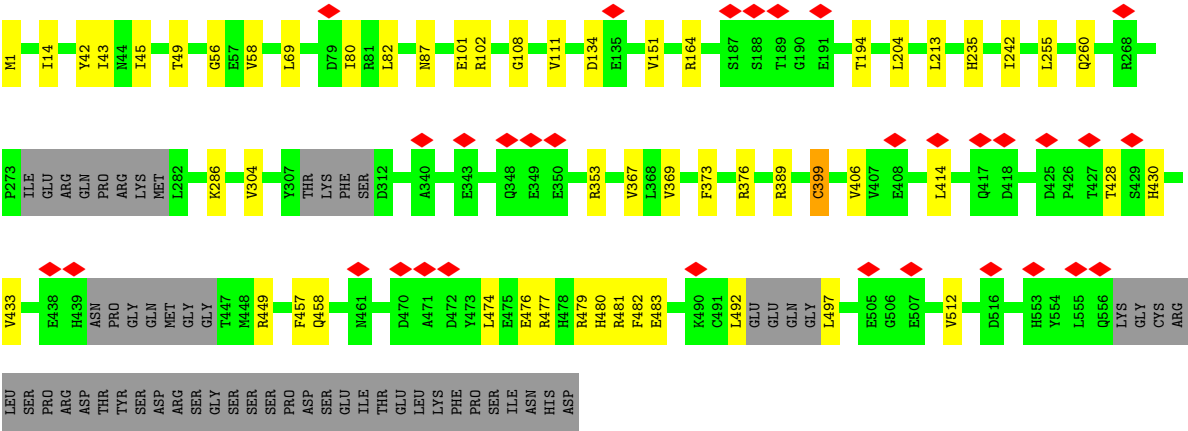 M1 I14 Y42 I43 N44 I45 T49 G56 E57 V58 L69 D79 I80 R81 L82 N87 E101 R102 G108 V111 D134 E135 V151 R164 S187 S188 T189 G190 E191 T194 L204 L213 H235 I242 L255 Q260 R268
P273 ILE GLU ARG GLN PRO ARG LYS MET L282 K286 V304 Y307 THR LYS PHE SER D312 A340 E343 Q348 E349 E350 R353 V367 L368 V369 F373 R376 R389 C399 V406 V407 E408 L414 Q417 D418 D425 P426 T427 T428 S429 H430
V433 E438 H439 ASN PRO GLY GLN MET GLY GLY T447 M448 R449 F457 Q458 N461 D470 A471 D472 Y473 L474 E475 E476 R477 H478 R479 H480 R481 F482 E483 K490 C491 L492 GLU GLU GLN GLY L497 E505 G506 E507 V512 D516 H553 Y554 L555 Q556 LYS GLY CYS ARG
LEU SER PRO ARG ASP THR TYR SER ASP ARG SER GLY SER SER SER PRO ASP SER GLU ILE THR GLU LEU LYS PHE PRO SER ILE ASN HIS ASP